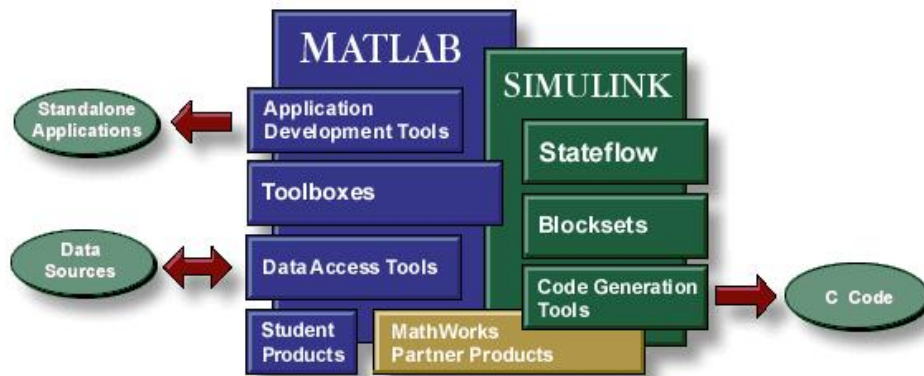 MATLAB
SIMULINK
Standalone
Applications
Application
Development Tools
Stateflow
Toolboxes
Blocksets
Data
Sources
Data Access Tools
Code Generation
Tools
C Code
Student
Products
MathWorks
Partner Products